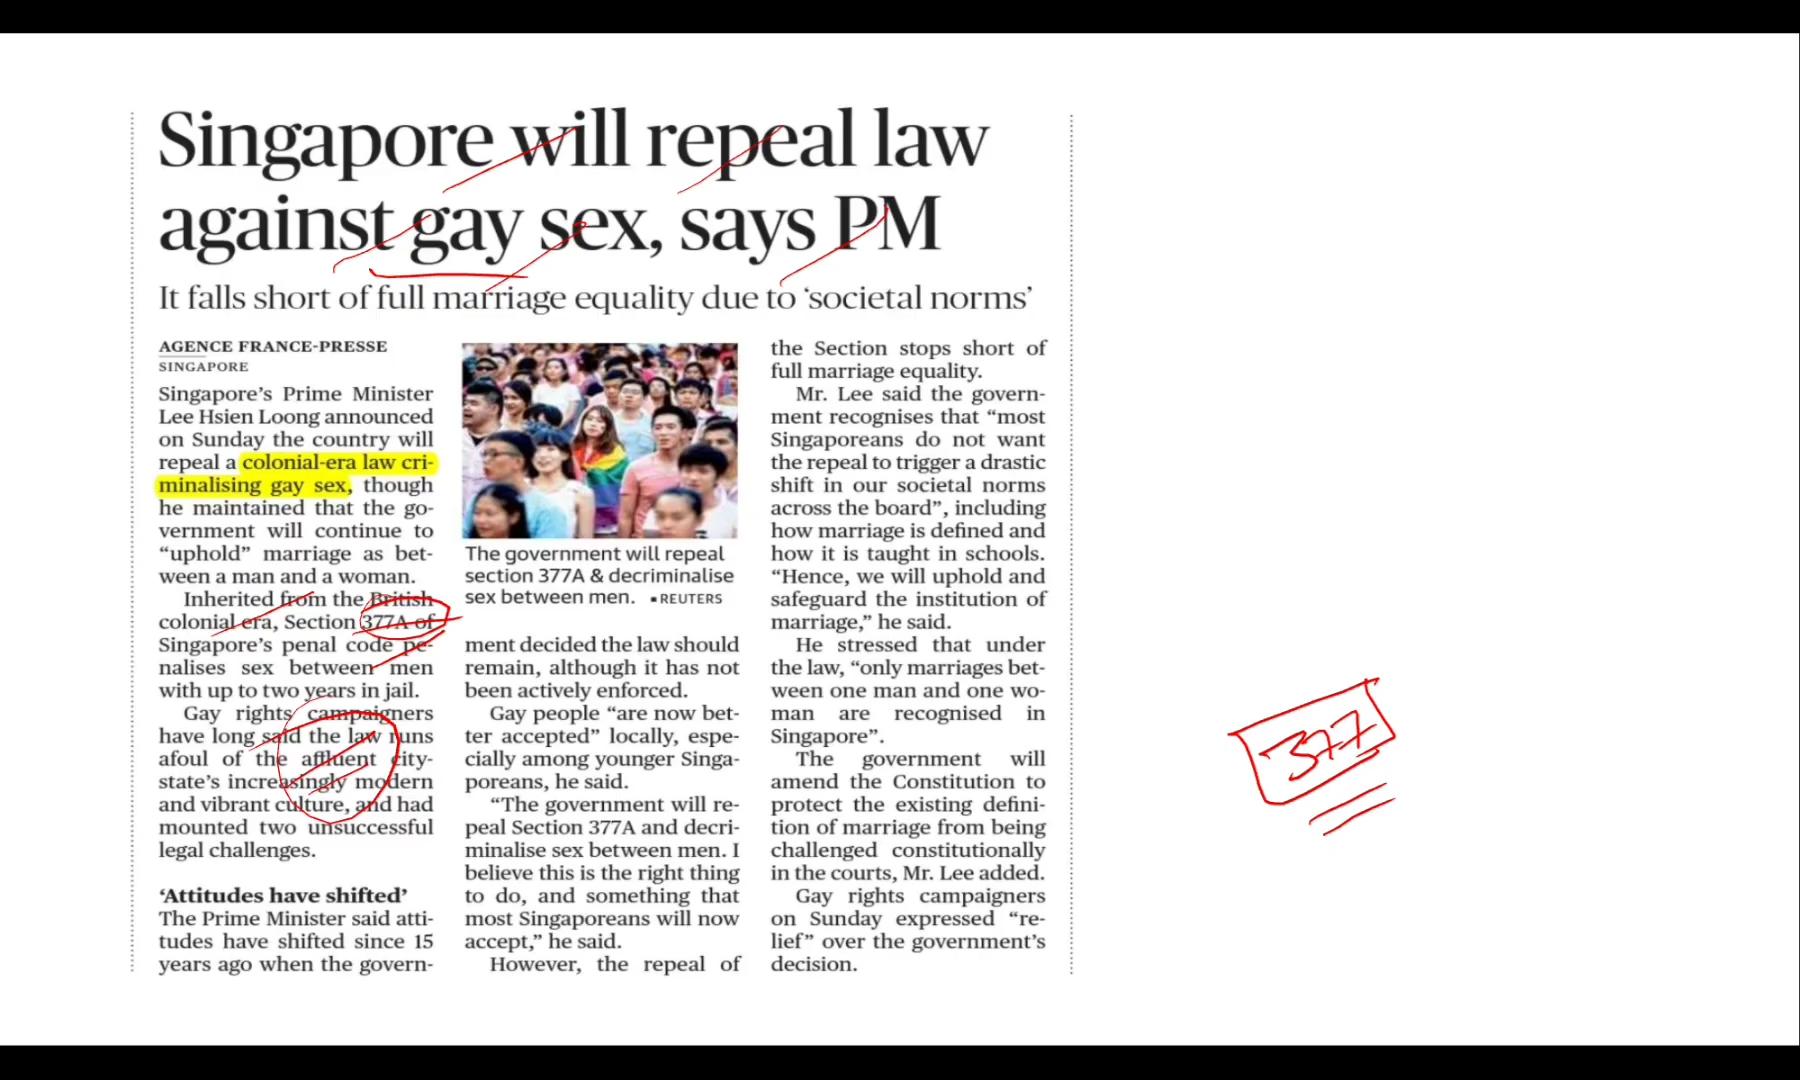 Singapore will repeal law
against gay sex, says PM
It falls short of full marriage equality due to ‘societal norms’
AGENCE FRANCE-PRESSE
SINGAPORE
Singapore’s Prime Minister
Lee Hsien Loong announced
on Sunday the country will
repeal a colonial-era law cri-
minalising gay sex, though
he maintained that the go-
vernment will continue to
“uphold” marriage as bet-
ween a man and a woman.
Inherited from the British
colonial era, Section 377A of
Singapore’s penal code pe-
nalises sex between men
with up to two years in jail.
Gay rights campaigners
have long said the law runs
afoul of the affluent city-
state’s increasingly modern
and vibrant culture, and had
mounted two unsuccessful
legal challenges.
‘Attitudes have shifted’
The Prime Minister said atti-
tudes have shifted since 15
years ago when the govern-
The government will repeal
section 377A & decriminalise
sex between men. ▪REUTERS
ment decided the law should
remain, although it has not
been actively enforced.
Gay people “are now bet-
ter accepted” locally, espe-
cially among younger Singa-
poreans, he said.
“The government will re-
peal Section 377A and decri-
minalise sex between men. I
believe this is the right thing
to do, and something that
most Singaporeans will now
accept,” he said.
However, the repeal of
the Section stops short of
full marriage equality.
Mr. Lee said the govern-
ment recognises that “most
Singaporeans do not want
the repeal to trigger a drastic
shift in our societal norms
across the board”, including
how marriage is defined and
how it is taught in schools.
“Hence, we will uphold and
safeguard the institution of
marriage,” he said.
He stressed that under
the law, “only marriages bet-
ween one man and one wo-
man are recognised in
Singapore”.
The government will
amend the Constitution to
protect the existing defini-
tion of marriage from being
challenged constitutionally
in the courts, Mr. Lee added.
Gay rights campaigners
on Sunday expressed “re-
lief” over the government’s
decision.
377